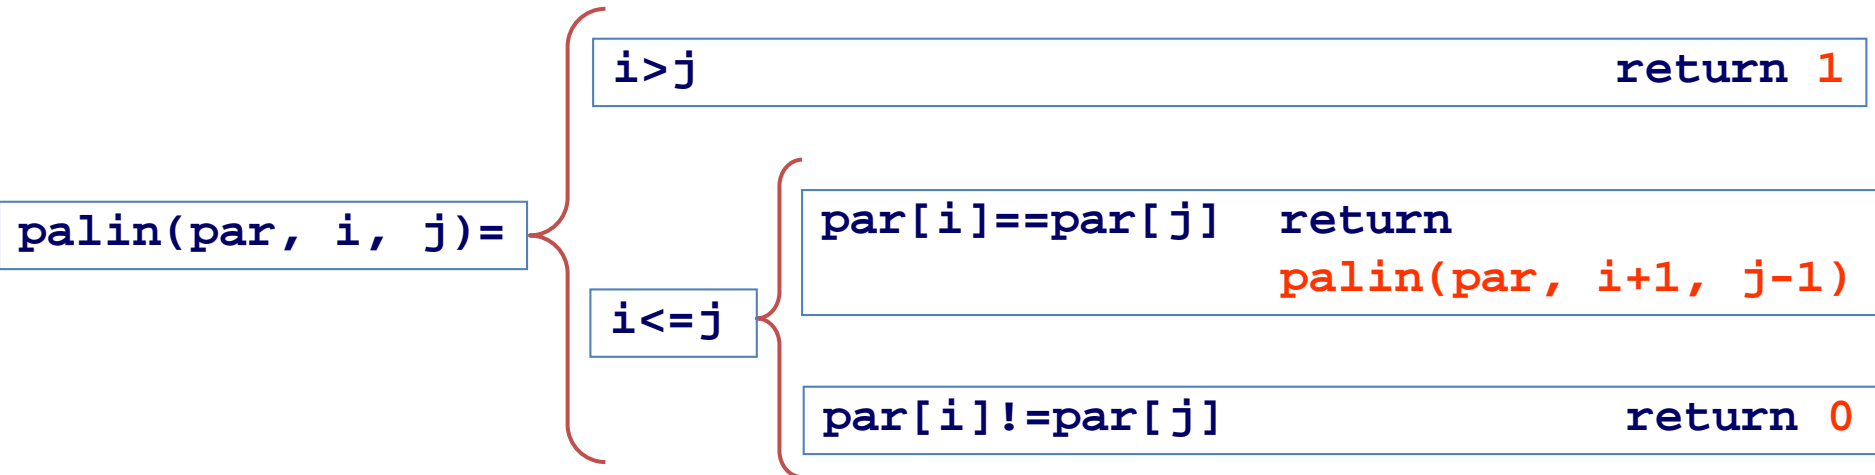 i>j return 1
palin(par, i, j)=
par[i]==par[j] return
palin(par, i+1, j-1)
i<=j
par[i]!=par[j] return 0